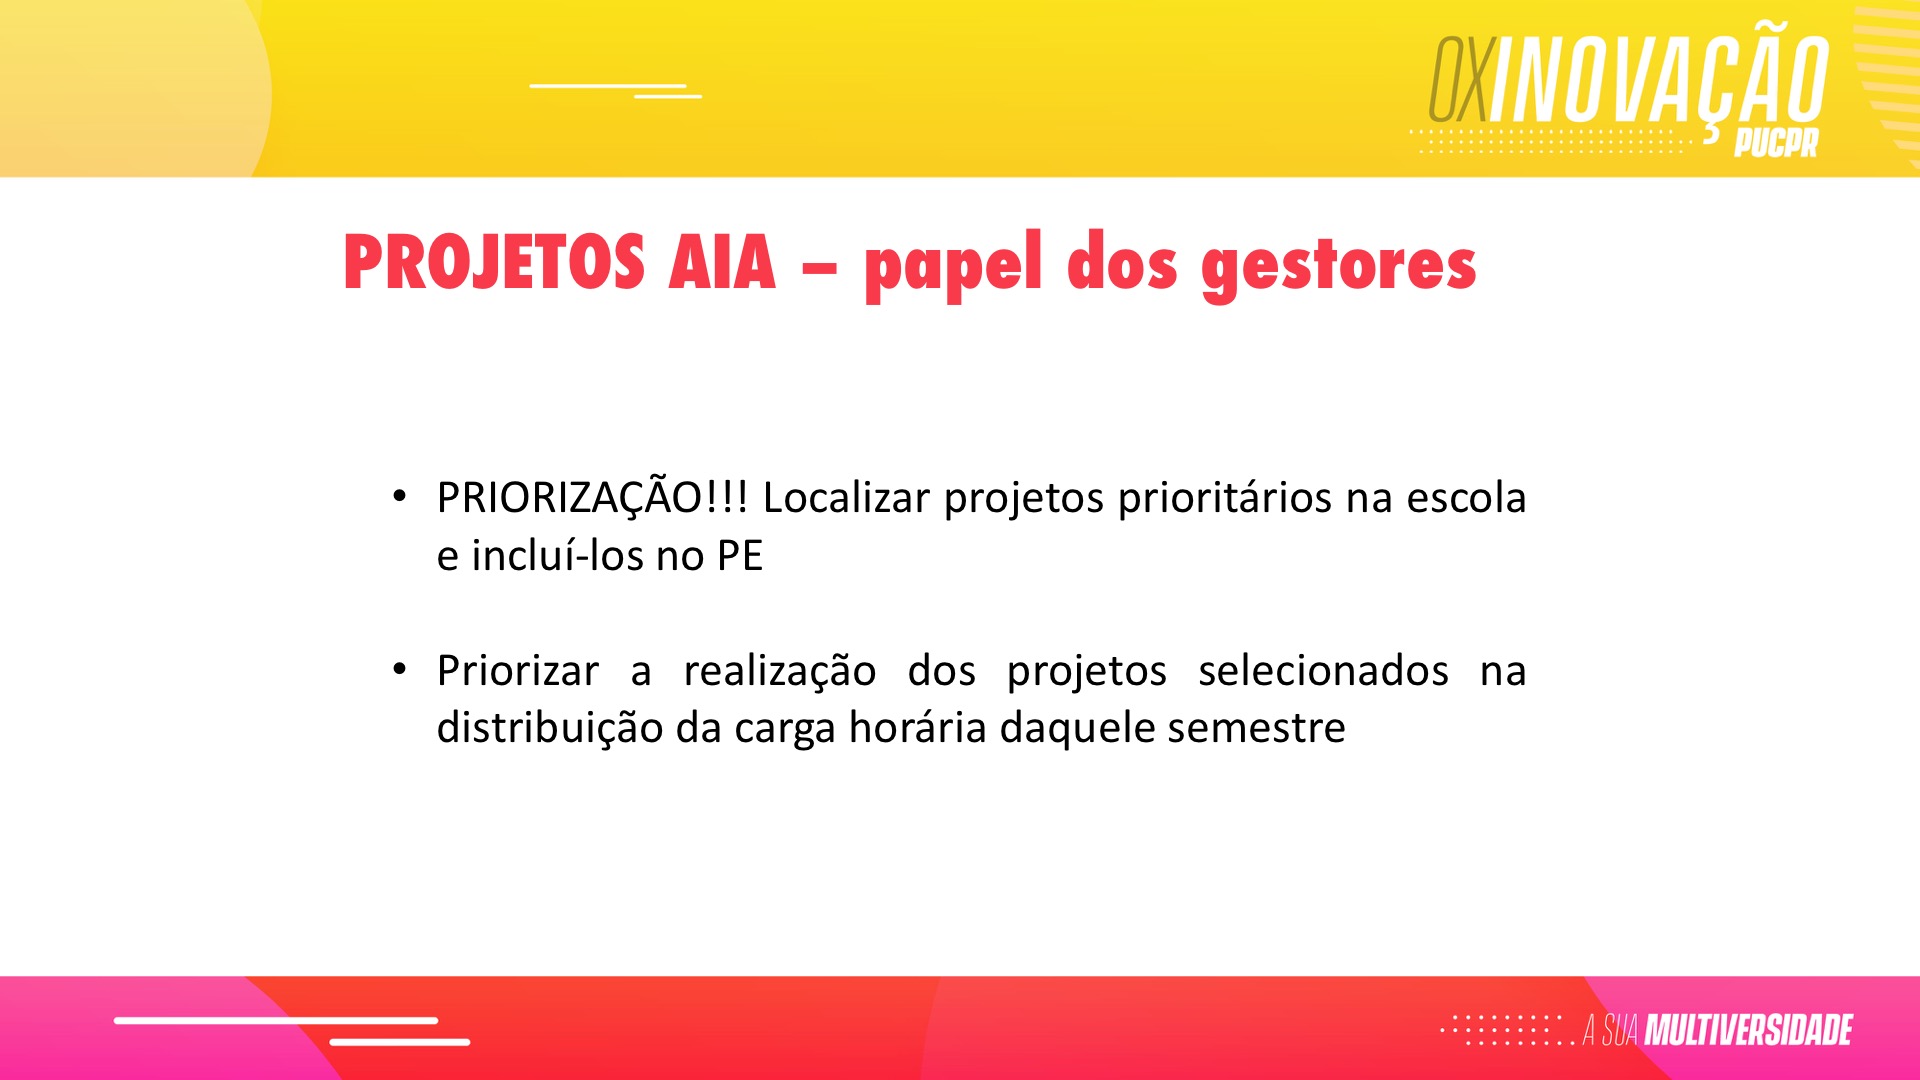 OXINOVAÇÃO
PUCPR
PROJETOS AIA – papel dos gestores
• PRIORIZAÇÃO!!! Localizar projetos prioritários na escola
e incluí-los no PE
• Priorizar a realização dos projetos selecionados na
distribuição da carga horária daquele semestre
A SUA MULTIVERSIDADE